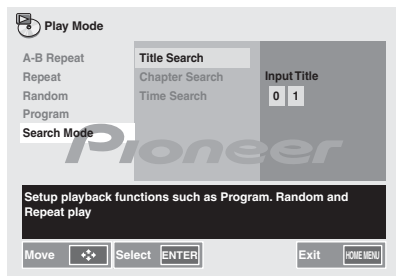 Play Mode
A-B Repeat
Repeat
Random
Program
Search Mode
Title Search
Chapter Search
Time Search
Input Title
0 1
Pioneer
Setup playback functions such as Program. Random and
Repeat play
Move Select ENTER Exit HOME MENU